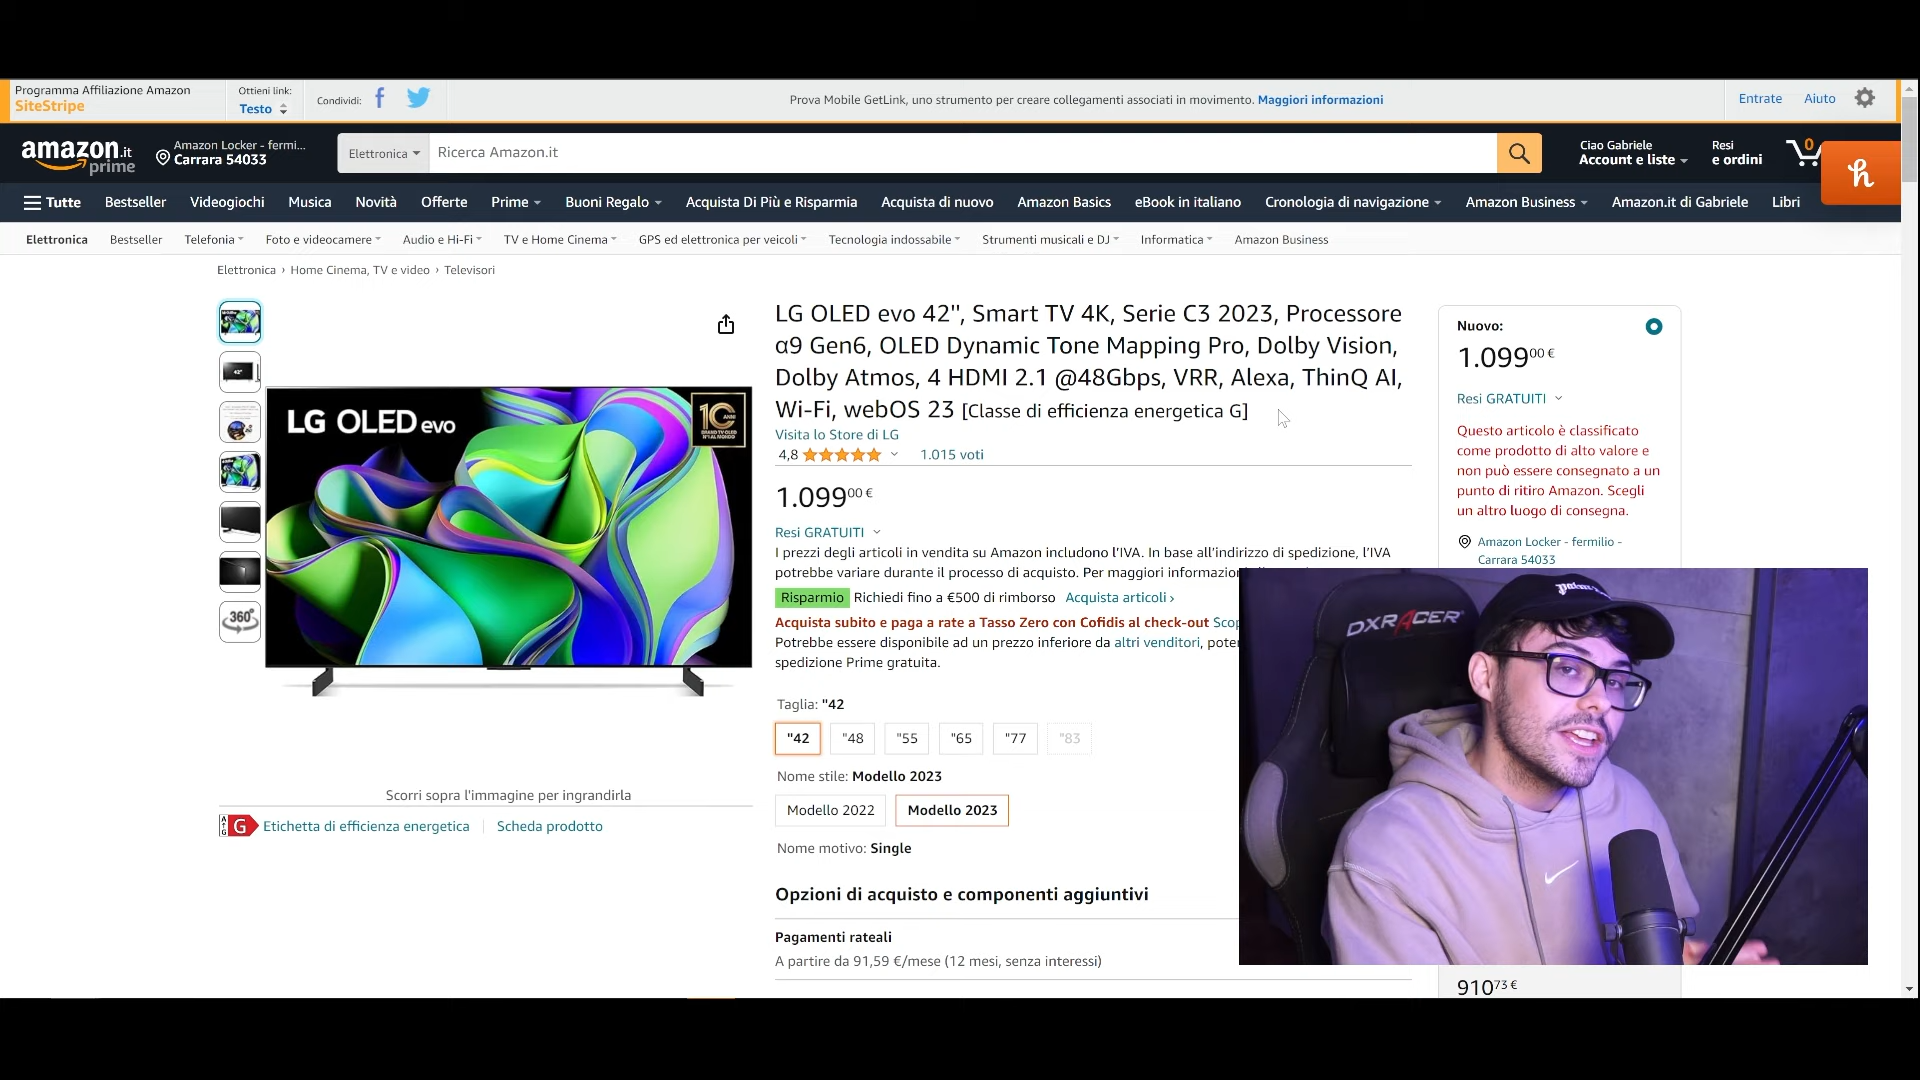 Programma Affiliazione Amazon
SiteStripe
Ottieni link:
Testo
Condividi:
Prova Mobile GetLink, uno strumento per creare collegamenti associati in movimento. Maggiori informazioni
Entrate
Aiuto
amazon.it
prime
Amazon Locker - fermi...
Carrara 54033
Elettronica
Ricerca Amazon.it
Ciao Gabriele
Account e liste
Resi
e ordini
0
Tutte
Bestseller
Videogiochi
Musica
Novità
Offerte
Prime
Buoni Regalo
Acquista Di Più e Risparmia
Acquista di nuovo
Amazon Basics
eBook in italiano
Cronologia di navigazione
Amazon Business
Amazon.it di Gabriele
Libri
Elettronica
Bestseller
Telefonia
Foto e videocamere
Audio e Hi-Fi
TV e Home Cinema
GPS ed elettronica per veicoli
Tecnologia indossabile
Strumenti musicali e DJ
Informatica
Amazon Business
Elettronica › Home Cinema, TV e video › Televisori
LG OLED evo
10
ANNI
360°
Scorri sopra l'immagine per ingrandirla
G
Etichetta di efficienza energetica
Scheda prodotto
LG OLED evo 42'', Smart TV 4K, Serie C3 2023, Processore
α9 Gen6, OLED Dynamic Tone Mapping Pro, Dolby Vision,
Dolby Atmos, 4 HDMI 2.1 @48Gbps, VRR, Alexa, ThinQ AI,
Wi-Fi, webOS 23 [Classe di efficienza energetica G]
Visita lo Store di LG
4,8
1.015 voti
1.09900 €
Resi GRATUITI
I prezzi degli articoli in vendita su Amazon includono l'IVA. In base all'indirizzo di spedizione, l'IVA
potrebbe variare durante il processo di acquisto. Per maggiori informazion
Risparmio Richiedi fino a €500 di rimborso Acquista articoli ›
Acquista subito e paga a rate a Tasso Zero con Cofidis al check-out Scop
Potrebbe essere disponibile ad un prezzo inferiore da altri venditori, poten
spedizione Prime gratuita.
Taglia: "42
"42
"48
"55
"65
"77
"83
Nome stile: Modello 2023
Modello 2022
Modello 2023
Nome motivo: Single
Opzioni di acquisto e componenti aggiuntivi
Pagamenti rateali
A partire da 91,59 €/mese (12 mesi, senza interessi)
Nuovo:
1.09900 €
Resi GRATUITI
Questo articolo è classificato
come prodotto di alto valore e
non può essere consegnato a un
punto di ritiro Amazon. Scegli
un altro luogo di consegna.
Amazon Locker - fermilio -
Carrara 54033
DXRACER
91073 €